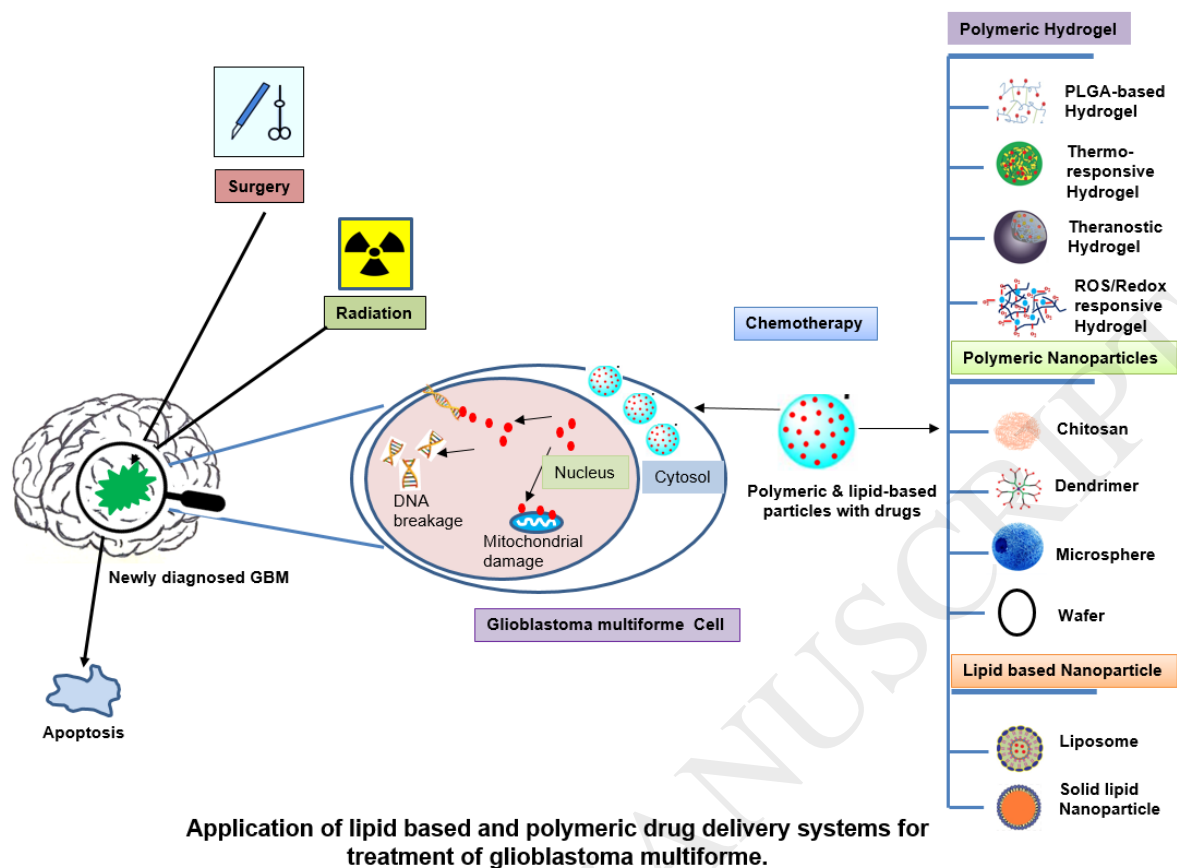 Polymeric Hydrogel
PLGA-based
Hydrogel
Thermo-
responsive
Hydrogel
Theranostic
Hydrogel
ROS/Redox
responsive
Hydrogel
Polymeric Nanoparticles
Chitosan
Dendrimer
Microsphere
Wafer
Lipid based Nanoparticle
Liposome
Solid lipid
Nanoparticle
Surgery
Radiation
Chemotherapy
Nucleus
Cytosol
DNA
breakage
Mitochondrial
damage
Polymeric & lipid-based
particles with drugs
Newly diagnosed GBM
Glioblastoma multiforme Cell
Apoptosis
Application of lipid based and polymeric drug delivery systems for
treatment of glioblastoma multiforme.
ANUSCRIPT